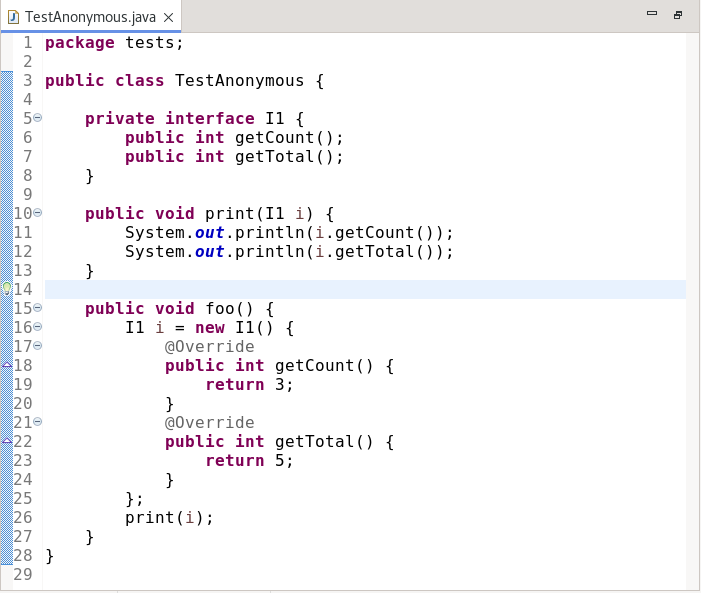 TestAnonymous.java
1 package tests;
2
3 public class TestAnonymous {
4
5     private interface I1 {
6         public int getCount();
7         public int getTotal();
8     }
9
10     public void print(I1 i) {
11         System.out.println(i.getCount());
12         System.out.println(i.getTotal());
13     }
14
15     public void foo() {
16         I1 i = new I1() {
17             @Override
18             public int getCount() {
19                 return 3;
20             }
21             @Override
22             public int getTotal() {
23                 return 5;
24             }
25         };
26         print(i);
27     }
28 }
29